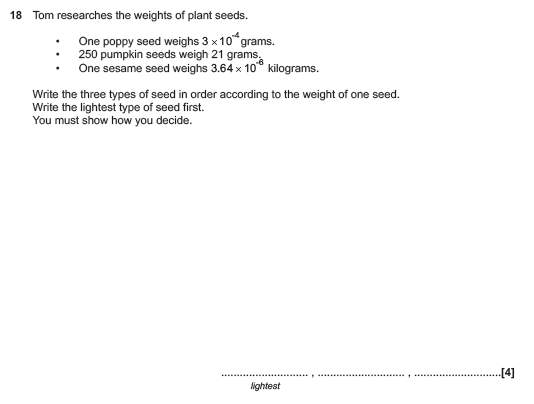 18 Tom researches the weights of plant seeds.
• One poppy seed weighs 3 × 10⁻⁴ grams.
• 250 pumpkin seeds weigh 21 grams.
• One sesame seed weighs 3.64 × 10⁻⁶ kilograms.
Write the three types of seed in order according to the weight of one seed.
Write the lightest type of seed first.
You must show how you decide.
............................ , ............................ , ............................[4]
lightest